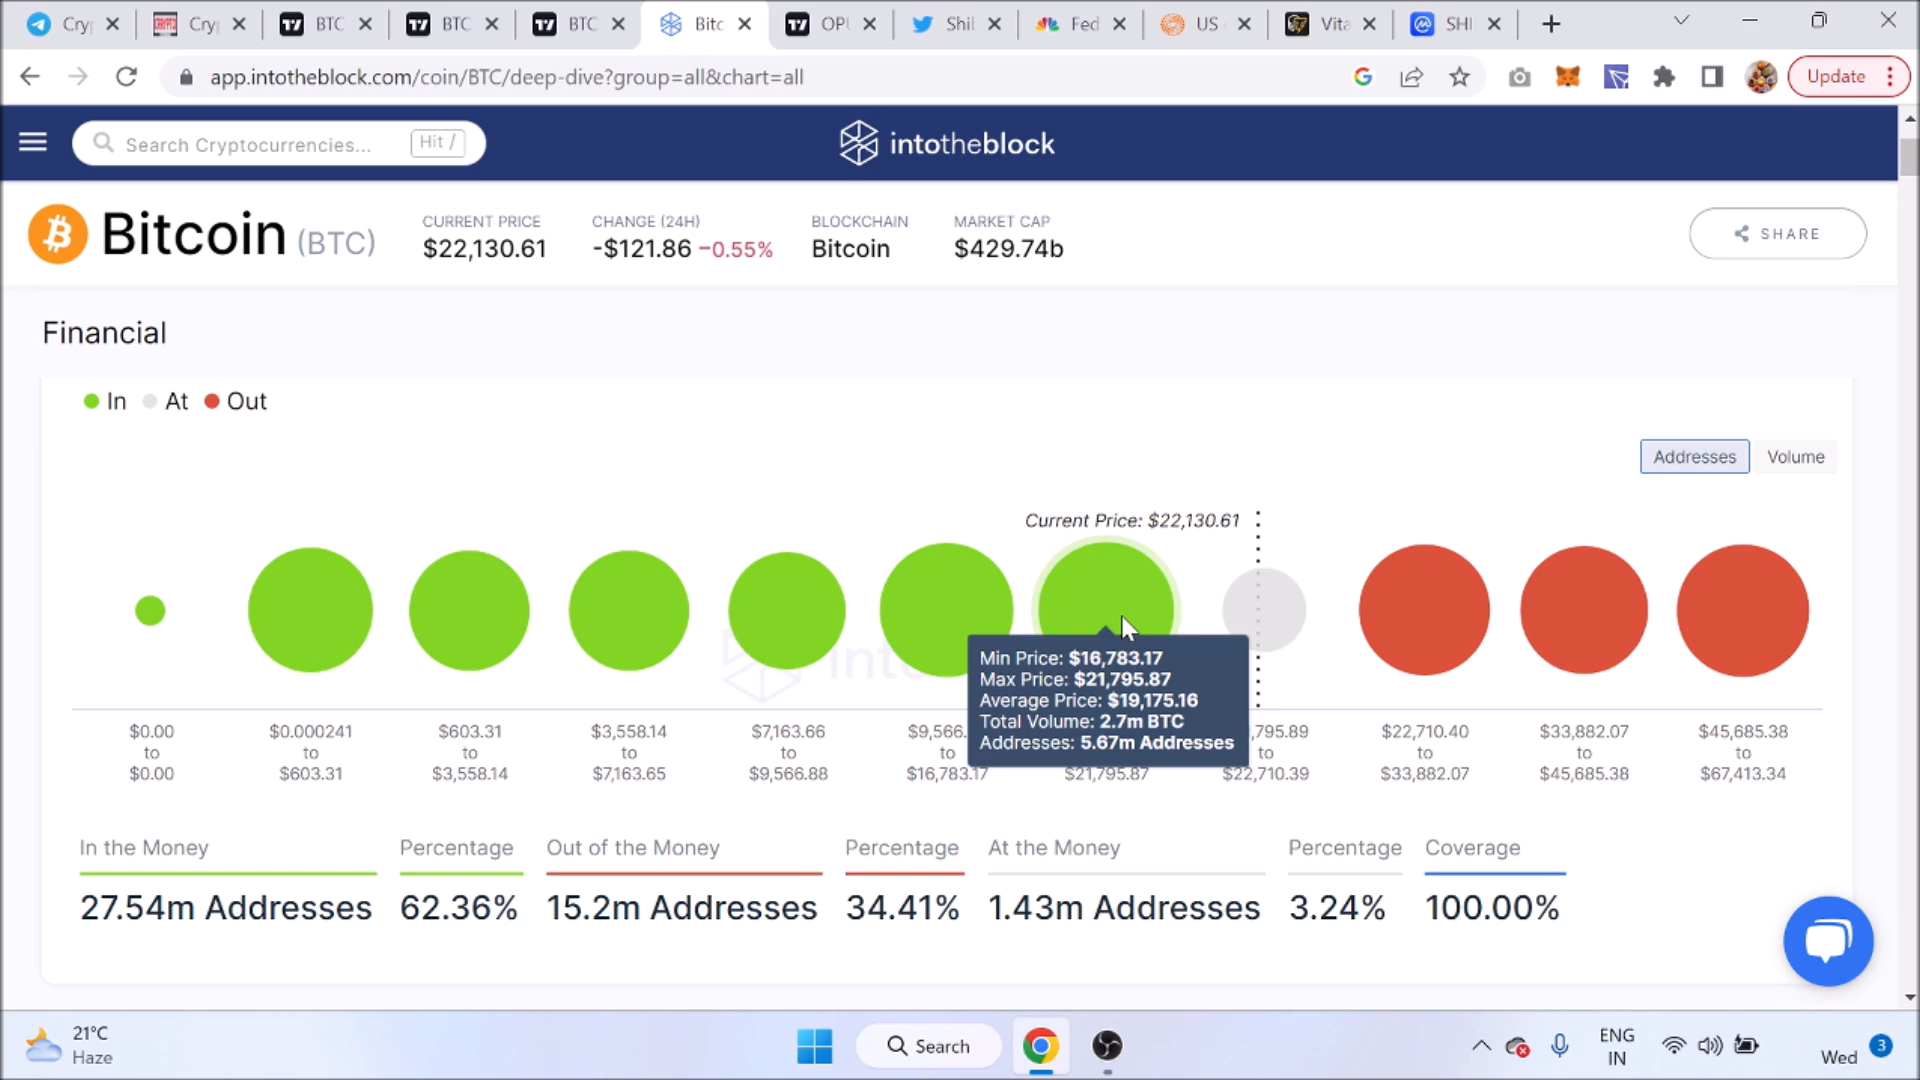 Cry
Cry
BTC
BTC
BTC
Bitc
OPU
Shil
Fed
US
Vita
SHI
app.intotheblock.com/coin/BTC/deep-dive?group=all&chart=all
Update
Search Cryptocurrencies...
Hit /
intotheblock
Bitcoin (BTC)
CURRENT PRICE
$22,130.61
CHANGE (24H)
-$121.86 −0.55%
BLOCKCHAIN
Bitcoin
MARKET CAP
$429.74b
SHARE
Financial
In
At
Out
Addresses
Volume
Current Price: $22,130.61
Min Price: $16,783.17
Max Price: $21,795.87
Average Price: $19,175.16
Total Volume: 2.7m BTC
Addresses: 5.67m Addresses
$0.00
to
$0.00
$0.000241
to
$603.31
$603.31
to
$3,558.14
$3,558.14
to
$7,163.65
$7,163.66
to
$9,566.88
$9,566.
to
$16,783.17
$21,795.87
,795.89
to
$22,710.39
$22,710.40
to
$33,882.07
$33,882.07
to
$45,685.38
$45,685.38
to
$67,413.34
In the Money
27.54m Addresses
Percentage
62.36%
Out of the Money
15.2m Addresses
Percentage
34.41%
At the Money
1.43m Addresses
Percentage
3.24%
Coverage
100.00%
21°C
Haze
Search
ENG
IN
Wed
3